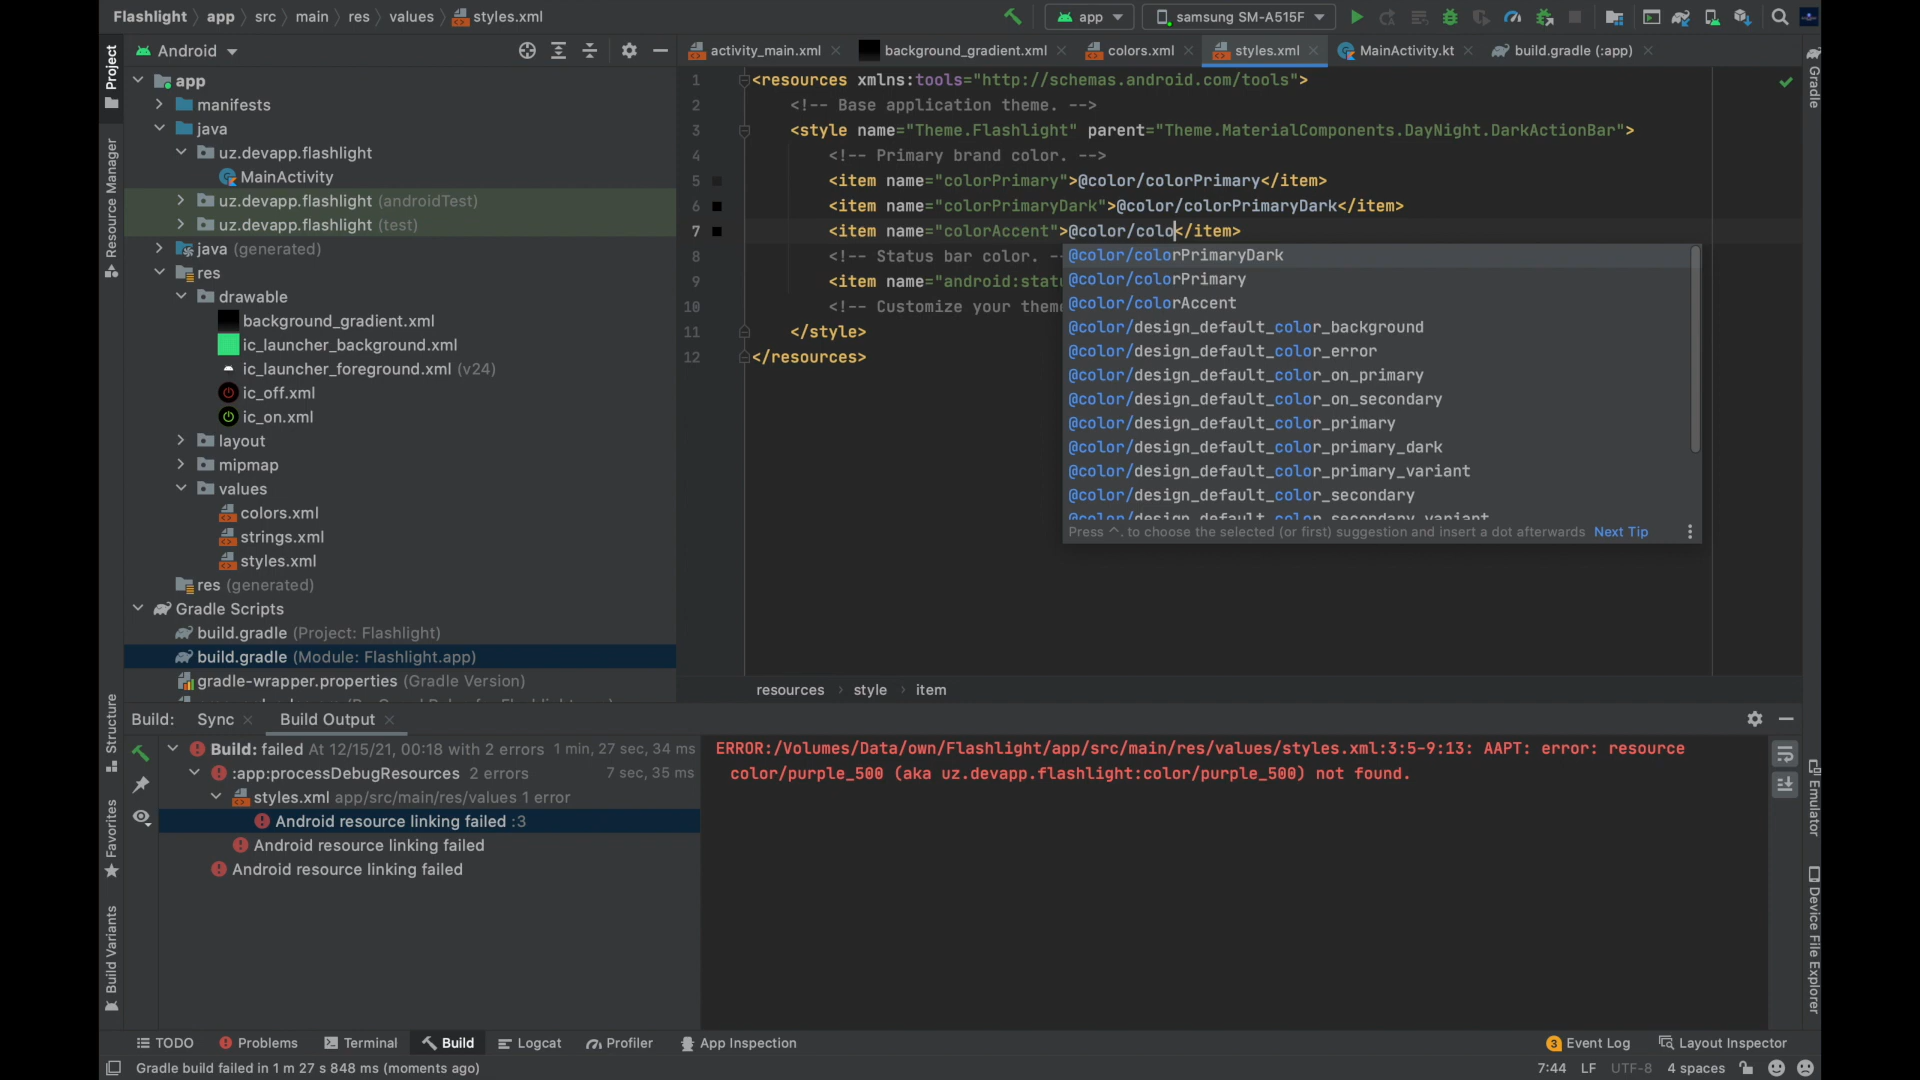 Flashlight › app › src › main › res › values › styles.xml
app
samsung SM-A515F
Android
activity_main.xml
background_gradient.xml
colors.xml
styles.xml
MainActivity.kt
build.gradle (:app)
Project
Resource Manager
Structure
Favorites
Build Variants
Gradle
Emulator
Device File Explorer
app
manifests
java
uz.devapp.flashlight
MainActivity
uz.devapp.flashlight (androidTest)
uz.devapp.flashlight (test)
java (generated)
res
drawable
background_gradient.xml
ic_launcher_background.xml
ic_launcher_foreground.xml (v24)
ic_off.xml
ic_on.xml
layout
mipmap
values
colors.xml
strings.xml
styles.xml
res (generated)
Gradle Scripts
build.gradle (Project: Flashlight)
build.gradle (Module: Flashlight.app)
gradle-wrapper.properties (Gradle Version)
1 <resources xmlns:tools="http://schemas.android.com/tools">
2 <!-- Base application theme. -->
3 <style name="Theme.Flashlight" parent="Theme.MaterialComponents.DayNight.DarkActionBar">
4 <!-- Primary brand color. -->
5 <item name="colorPrimary">@color/colorPrimary</item>
6 <item name="colorPrimaryDark">@color/colorPrimaryDark</item>
7 <item name="colorAccent">@color/colo</item>
8 <!-- Status bar color. -
9 <item name="android:statu
10 <!-- Customize your theme
11 </style>
12 </resources>
@color/colorPrimaryDark
@color/colorPrimary
@color/colorAccent
@color/design_default_color_background
@color/design_default_color_error
@color/design_default_color_on_primary
@color/design_default_color_on_secondary
@color/design_default_color_primary
@color/design_default_color_primary_dark
@color/design_default_color_primary_variant
@color/design_default_color_secondary
@color/design_default_color_secondary_variant
Press ^. to choose the selected (or first) suggestion and insert a dot afterwards Next Tip
resources › style › item
Build: Sync Build Output
Build: failed At 12/15/21, 00:18 with 2 errors 1 min, 27 sec, 34 ms
:app:processDebugResources 2 errors 7 sec, 35 ms
styles.xml app/src/main/res/values 1 error
Android resource linking failed :3
Android resource linking failed
Android resource linking failed
ERROR:/Volumes/Data/own/Flashlight/app/src/main/res/values/styles.xml:3:5-9:13: AAPT: error: resource
color/purple_500 (aka uz.devapp.flashlight:color/purple_500) not found.
TODO
Problems
Terminal
Build
Logcat
Profiler
App Inspection
3 Event Log
Layout Inspector
Gradle build failed in 1 m 27 s 848 ms (moments ago)
7:44 LF UTF-8 4 spaces